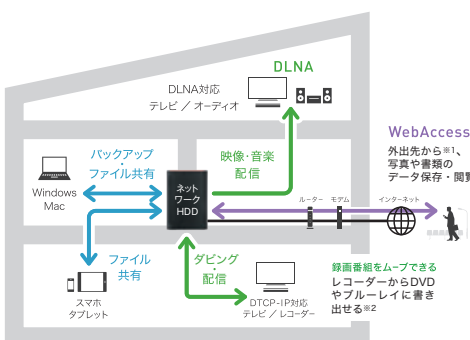 DLNA
DLNA対応
テレビ ／ オーディオ
WebAccess
外出先から※1、
写真や書類の
データ保存・閲覧
バックアップ・
ファイル共有
映像・音楽
配信
Windows
Mac
ネット
ワーク
HDD
ルーター
モデム
インターネット
ファイル
共有
ダビング・
配信
スマホ
タブレット
DTCP-IP対応
テレビ ／ レコーダー
録画番組をムーブできる
レコーダーからDVD
やブルーレイに書き
出せる※2